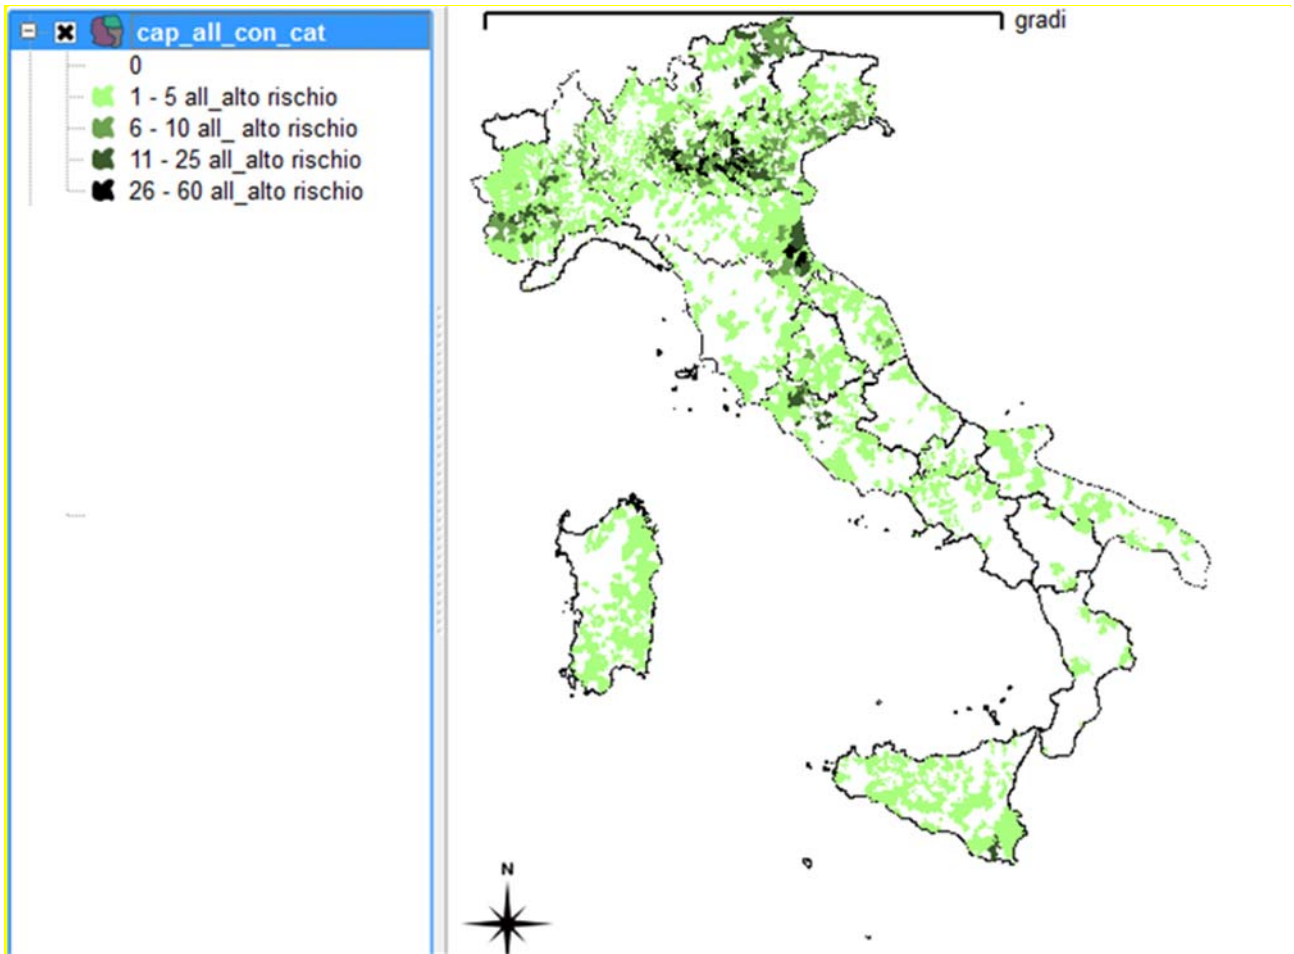 cap_all_con_cat
0
1 - 5 all_alto rischio
6 - 10 all_ alto rischio
11 - 25 all_alto rischio
26 - 60 all_alto rischio
gradi
N